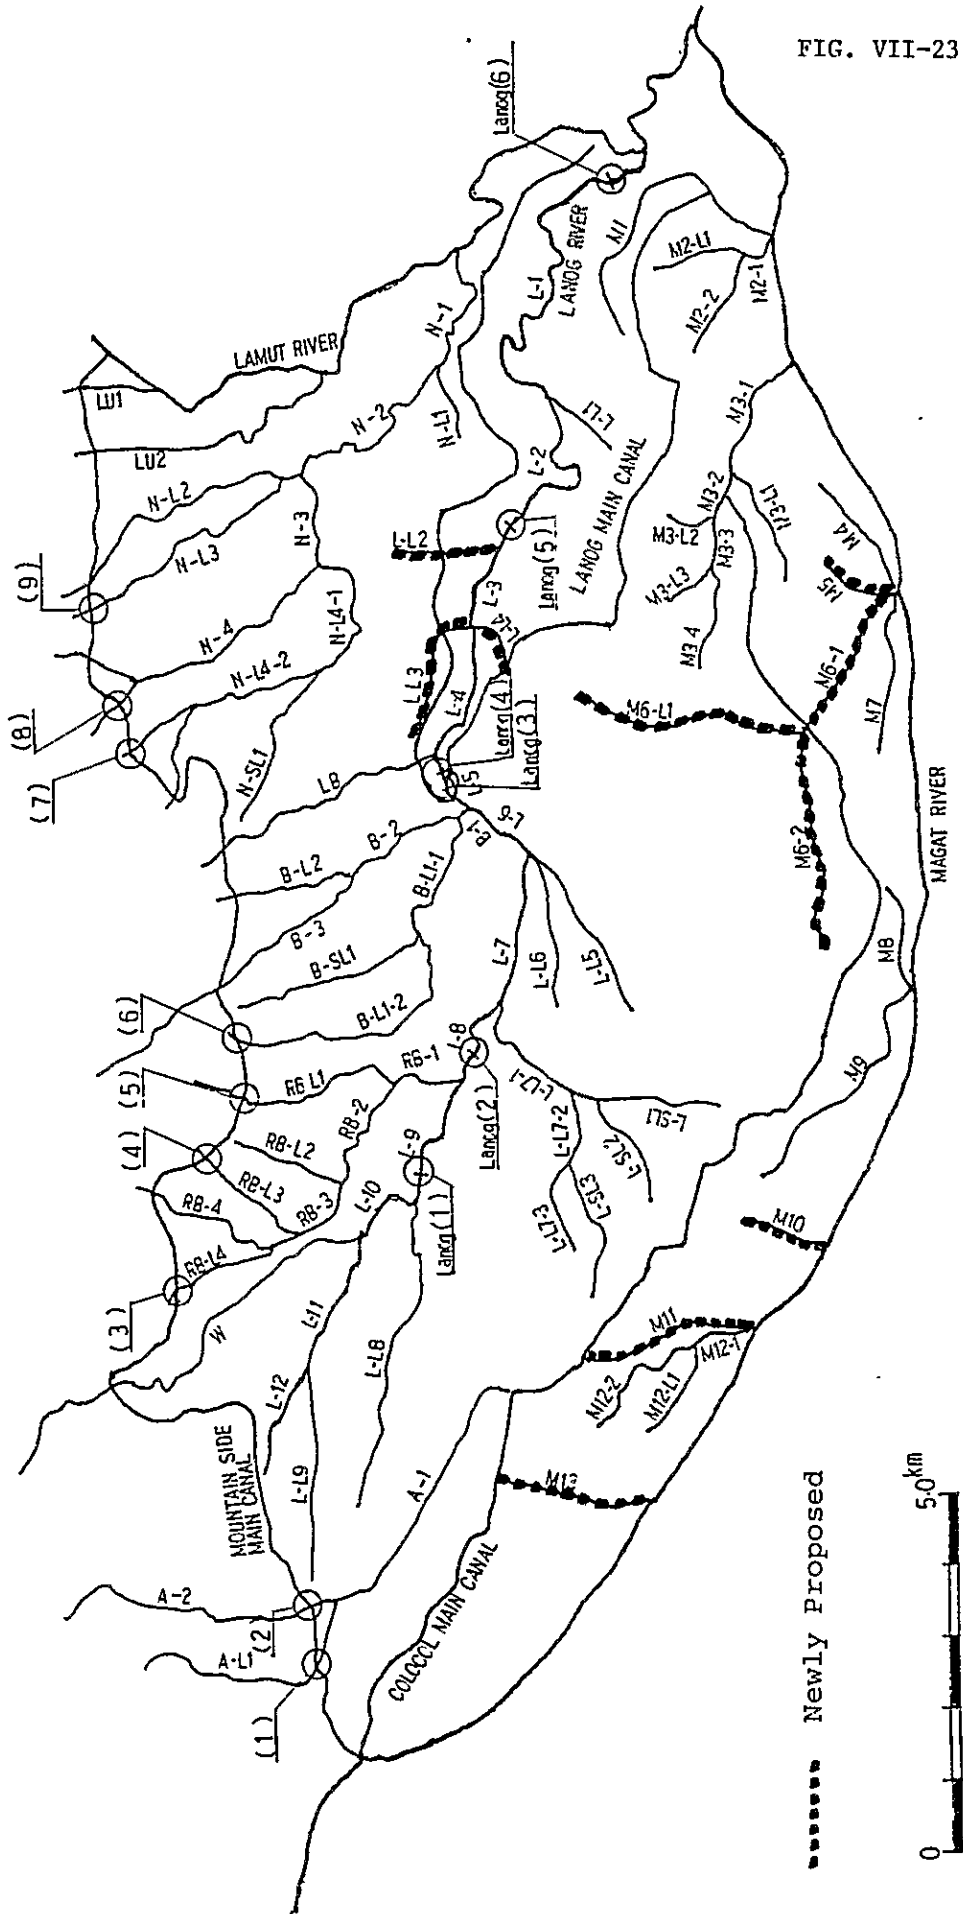 FIG. VII-23
(1)
(2)
(3)
(4)
(5)
(6)
(7)
(8)
(9)
A-L1
A-2
MOUNTAIN SIDE
MAIN CANAL
W
RB-L4
RB-4
RB-L3
RB-3
RB-L2
RB-2
R6 L1
R6-1
B-L1-2
B-SL1
B-3
B-L2
B-2
B-L1-1
B-1
LB
N-SL1
N-L4-2
N-4
N-L4-1
N-3
N-L3
N-L2
LU2
LU1
LAMUT RIVER
N-2
N-L1
N-1
L-L9
L-12
L-11
L-10
L-L8
L-9
Lanog(1)
L-8
Lanog(2)
L-7
L-L6
L-L5
L-6
L5
Lanog(3)
Lanog(4)
L-4
L L3
L-L4
L-3
L-L2
Lanog(5)
L-2
L-L1
L-1
LANOG RIVER
Lanog(6)
LANOG MAIN CANAL
A-1
L-L7-1
L-L7-2
L-L7-3
L-SL1
L-SL2
L-SL3
COLOCOL MAIN CANAL
M1
M2-L1
M2-2
M2-1
M3-1
M3-2
M3-L1
M3-L2
M3-3
M3-L3
M3-4
M4
M5
M6-1
M6-L1
M6-2
M7
M8
M9
M10
M11
M12-1
M12-2
M12-L1
M13
MAGAT RIVER
Newly Proposed
0
5.0km